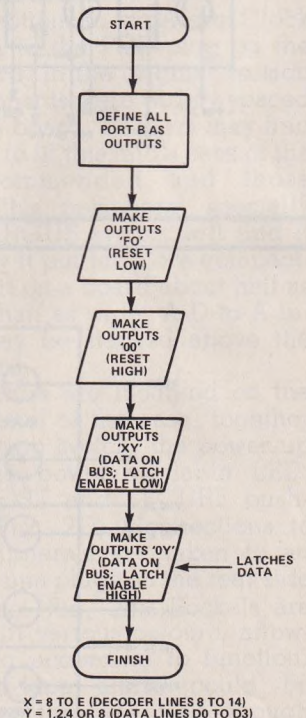 START
DEFINE ALL
PORT B AS
OUTPUTS
MAKE
OUTPUTS
'FO'
(RESET
LOW)
MAKE
OUTPUTS
'00'
(RESET
HIGH)
MAKE
OUTPUTS
'XY'
(DATA ON
BUS; LATCH
ENABLE LOW)
MAKE
OUTPUTS '0Y'
(DATA ON
BUS; LATCH
ENABLE
HIGH)
LATCHES
DATA
FINISH
X = 8 TO E (DECODER LINES 8 TO 14)
Y = 1,2,4 OR 8 (DATA LINES D0 TO D3)